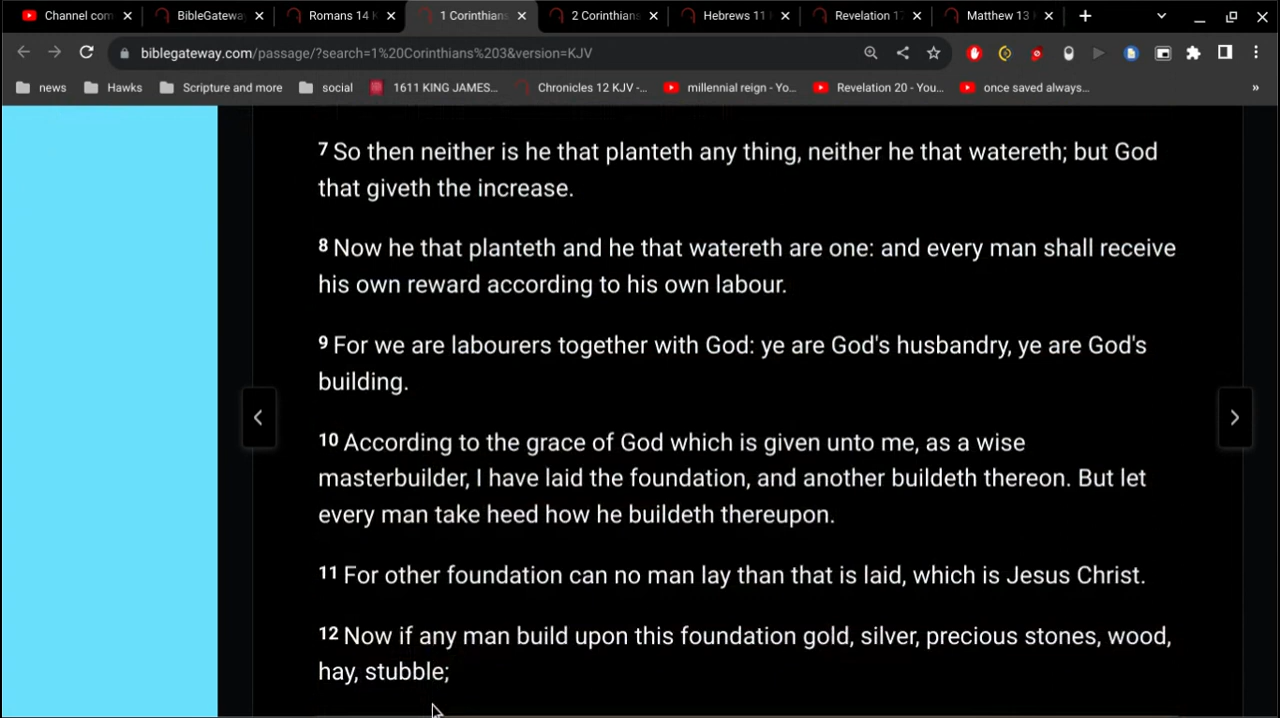 Channel com
BibleGatewa
Romans 14
1 Corinthians
2 Corinthians
Hebrews 11
Revelation 1
Matthew 13
biblegateway.com/passage/?search=1%20Corinthians%203&version=KJV
news
Hawks
Scripture and more
social
1611 KING JAMES...
Chronicles 12 KJV -...
millennial reign - Yo...
Revelation 20 - You...
once saved always...
»
7 So then neither is he that planteth any thing, neither he that watereth; but God
that giveth the increase.
8 Now he that planteth and he that watereth are one: and every man shall receive
his own reward according to his own labour.
9 For we are labourers together with God: ye are God's husbandry, ye are God's
building.
10 According to the grace of God which is given unto me, as a wise
masterbuilder, I have laid the foundation, and another buildeth thereon. But let
every man take heed how he buildeth thereupon.
11 For other foundation can no man lay than that is laid, which is Jesus Christ.
12 Now if any man build upon this foundation gold, silver, precious stones, wood,
hay, stubble;